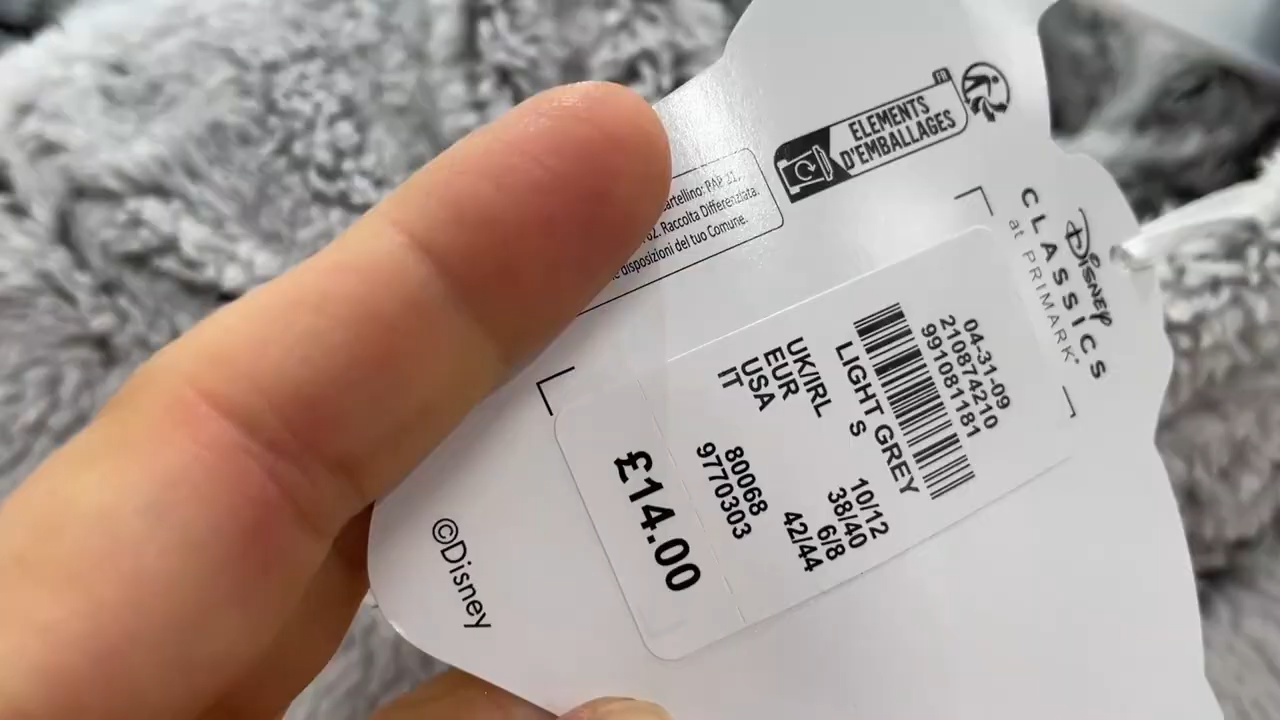 FR
ELEMENTS
D'EMBALLAGES
artellino: PAP 21,
Raccolta Differenziata.
disposizioni del tuo Comune.
Disney
CLASSICS
at PRIMARK®
04-31-09
210874210
991081181
LIGHT GREY
S
UK/IRL 10/12
EUR 38/40
USA 6/8
IT 42/44
80068
9770303
£14.00
©Disney